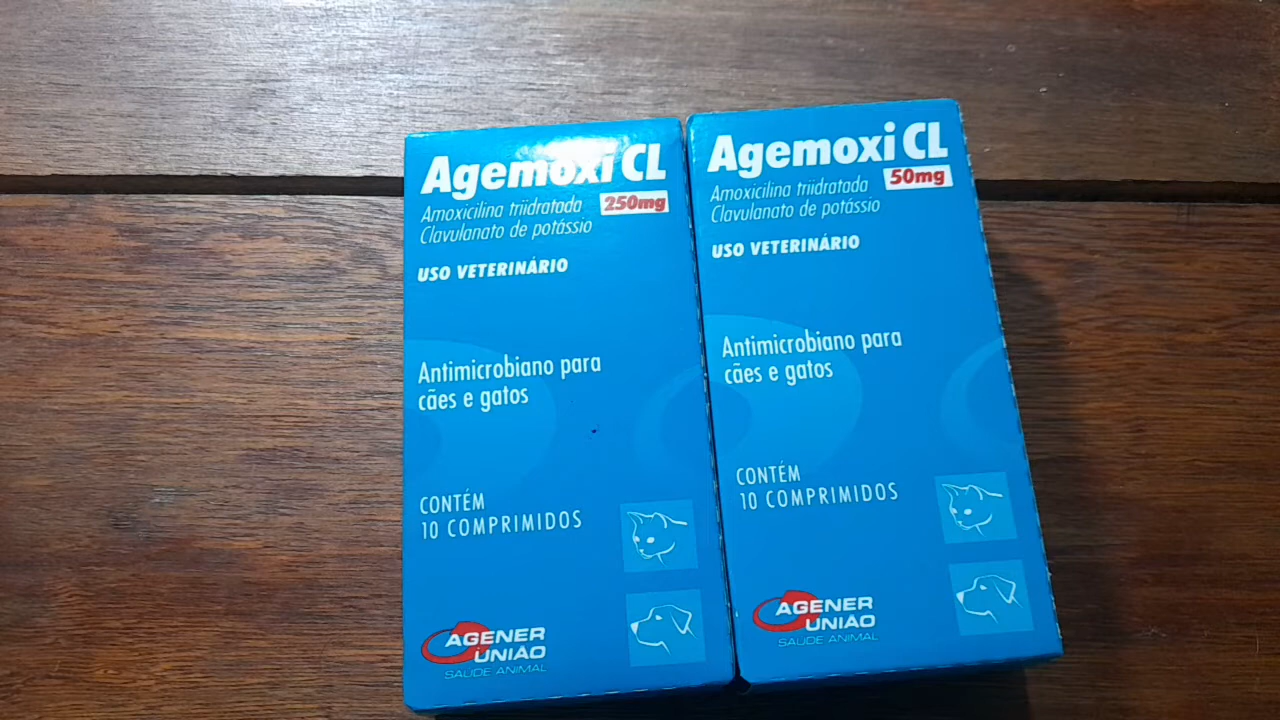 Agemoxi CL
Amoxicilina triidratada 250mg
Clavulanato de potássio
USO VETERINÁRIO
Antimicrobiano para
cães e gatos
CONTÉM
10 COMPRIMIDOS
AGENER
UNIÃO
SAÚDE ANIMAL
Agemoxi CL
Amoxicilina triidratada 50mg
Clavulanato de potássio
USO VETERINÁRIO
Antimicrobiano para
cães e gatos
CONTÉM
10 COMPRIMIDOS
AGENER
UNIÃO
SAÚDE ANIMAL